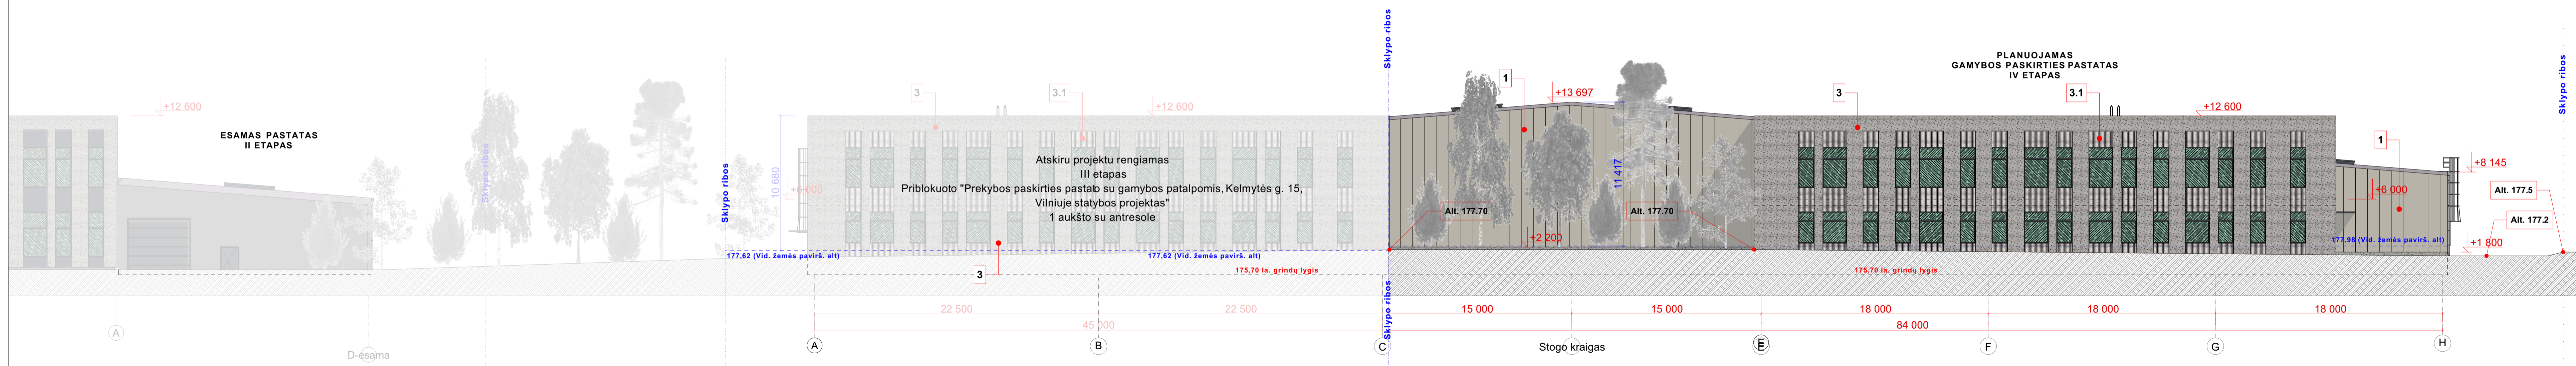 ESAMAS PASTATAS
II ETAPAS
+12 600
Sklypo ribos
Sklypo ribos
3
3.1
+12 600
10 680
+6 000
Atskiru projektu rengiamas
III etapas
Priblokuoto "Prekybos paskirties pastato su gamybos patalpomis, Kelmytės g. 15,
Vilniuje statybos projektas"
1 aukšto su antresole
177,62 (Vid. žemės pavirš. alt)
177,62 (Vid. žemės pavirš. alt)
3
175,70 Ia. grindų lygis
Sklypo ribos
Sklypo ribos
1
+13 697
11 417
Alt. 177.70
Alt. 177.70
+2 200
PLANUOJAMAS
GAMYBOS PASKIRTIES PASTATAS
IV ETAPAS
3
3.1
+12 600
1
+8 145
+6 000
177,98 (Vid. žemės pavirš. alt)
+1 800
Alt. 177.5
Alt. 177.2
Sklypo ribos
175,70 Ia. grindų lygis
22 500
22 500
45 000
15 000
15 000
18 000
18 000
18 000
84 000
A
D-esama
A
B
C
Stogo kraigas
E
F
G
H